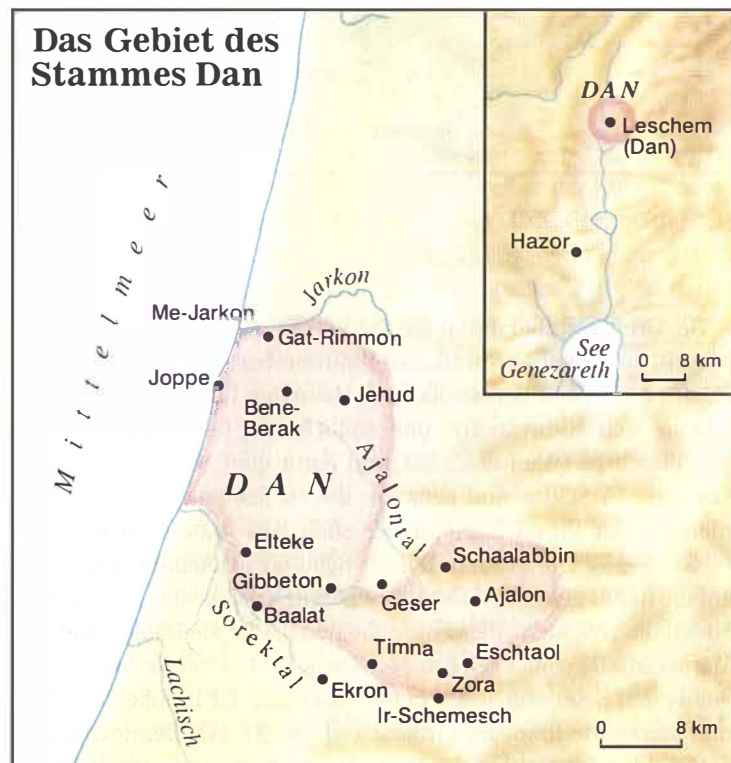 Das Gebiet des
Stammes Dan
DAN
Leschem
(Dan)
Hazor
See
Genezareth
0 8 km
Mittelmeer
Jarkon
Me-Jarkon
Gat-Rimmon
Joppe
Bene-
Berak
Jehud
Ajalontal
DAN
Elteke
Schaalabbin
Gibbeton
Geser
Ajalon
Baalat
Sorektal
Timna
Eschtaol
Lachisch
Ekron
Zora
Ir-Schemesch
0 8 km